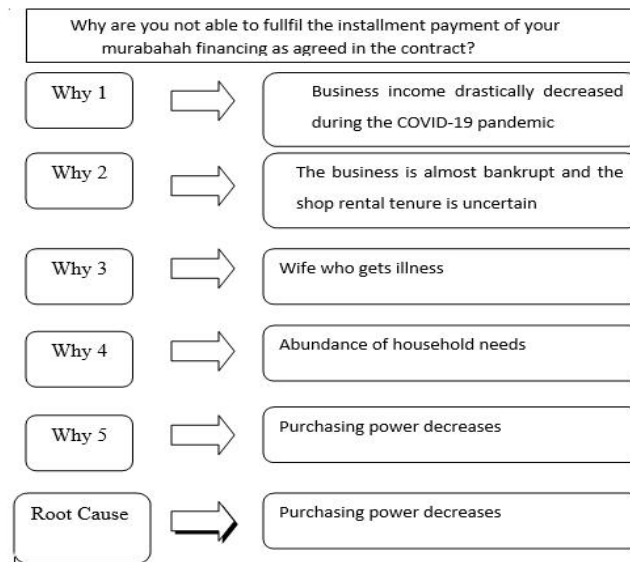 Why are you not able to fullfil the installment payment of your
murabahah financing as agreed in the contract?
Why 1
Business income drastically decreased
during the COVID-19 pandemic
Why 2
The business is almost bankrupt and the
shop rental tenure is uncertain
Why 3
Wife who gets illness
Why 4
Abundance of household needs
Why 5
Purchasing power decreases
Root Cause
Purchasing power decreases